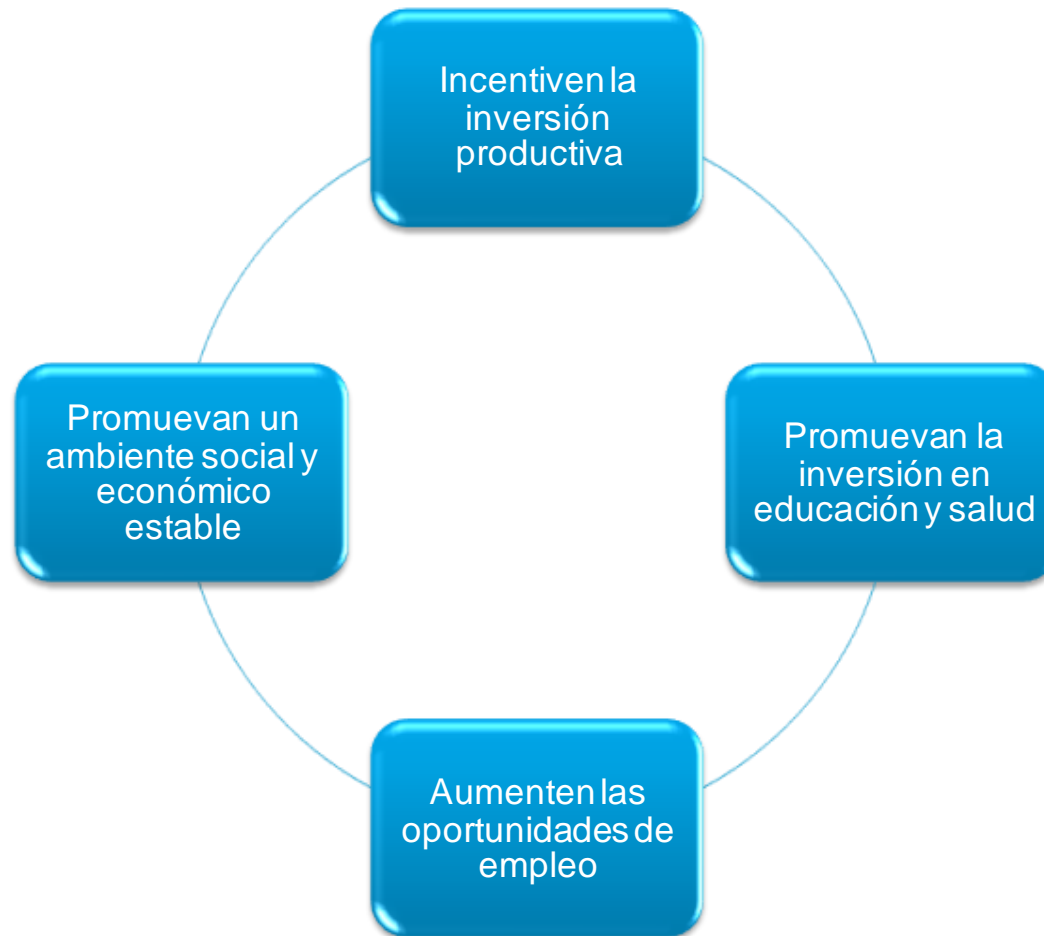 Incentiven la
inversión
productiva
Promuevan un
ambiente social y
económico
estable
Promuevan la
inversión en
educación y salud
Aumenten las
oportunidades de
empleo